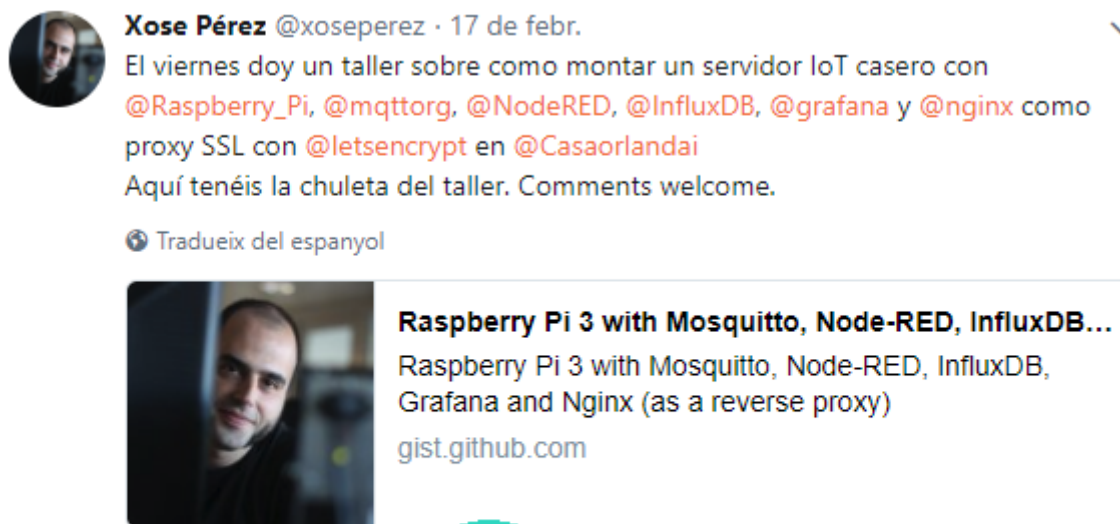 Xose Pérez @xoseperez · 17 de febr.
El viernes doy un taller sobre como montar un servidor IoT casero con
@Raspberry_Pi, @mqttorg, @NodeRED, @InfluxDB, @grafana y @nginx como
proxy SSL con @letsencrypt en @Casaorlandai
Aquí tenéis la chuleta del taller. Comments welcome.
Tradueix del espanyol
Raspberry Pi 3 with Mosquitto, Node-RED, InfluxDB...
Raspberry Pi 3 with Mosquitto, Node-RED, InfluxDB,
Grafana and Nginx (as a reverse proxy)
gist.github.com